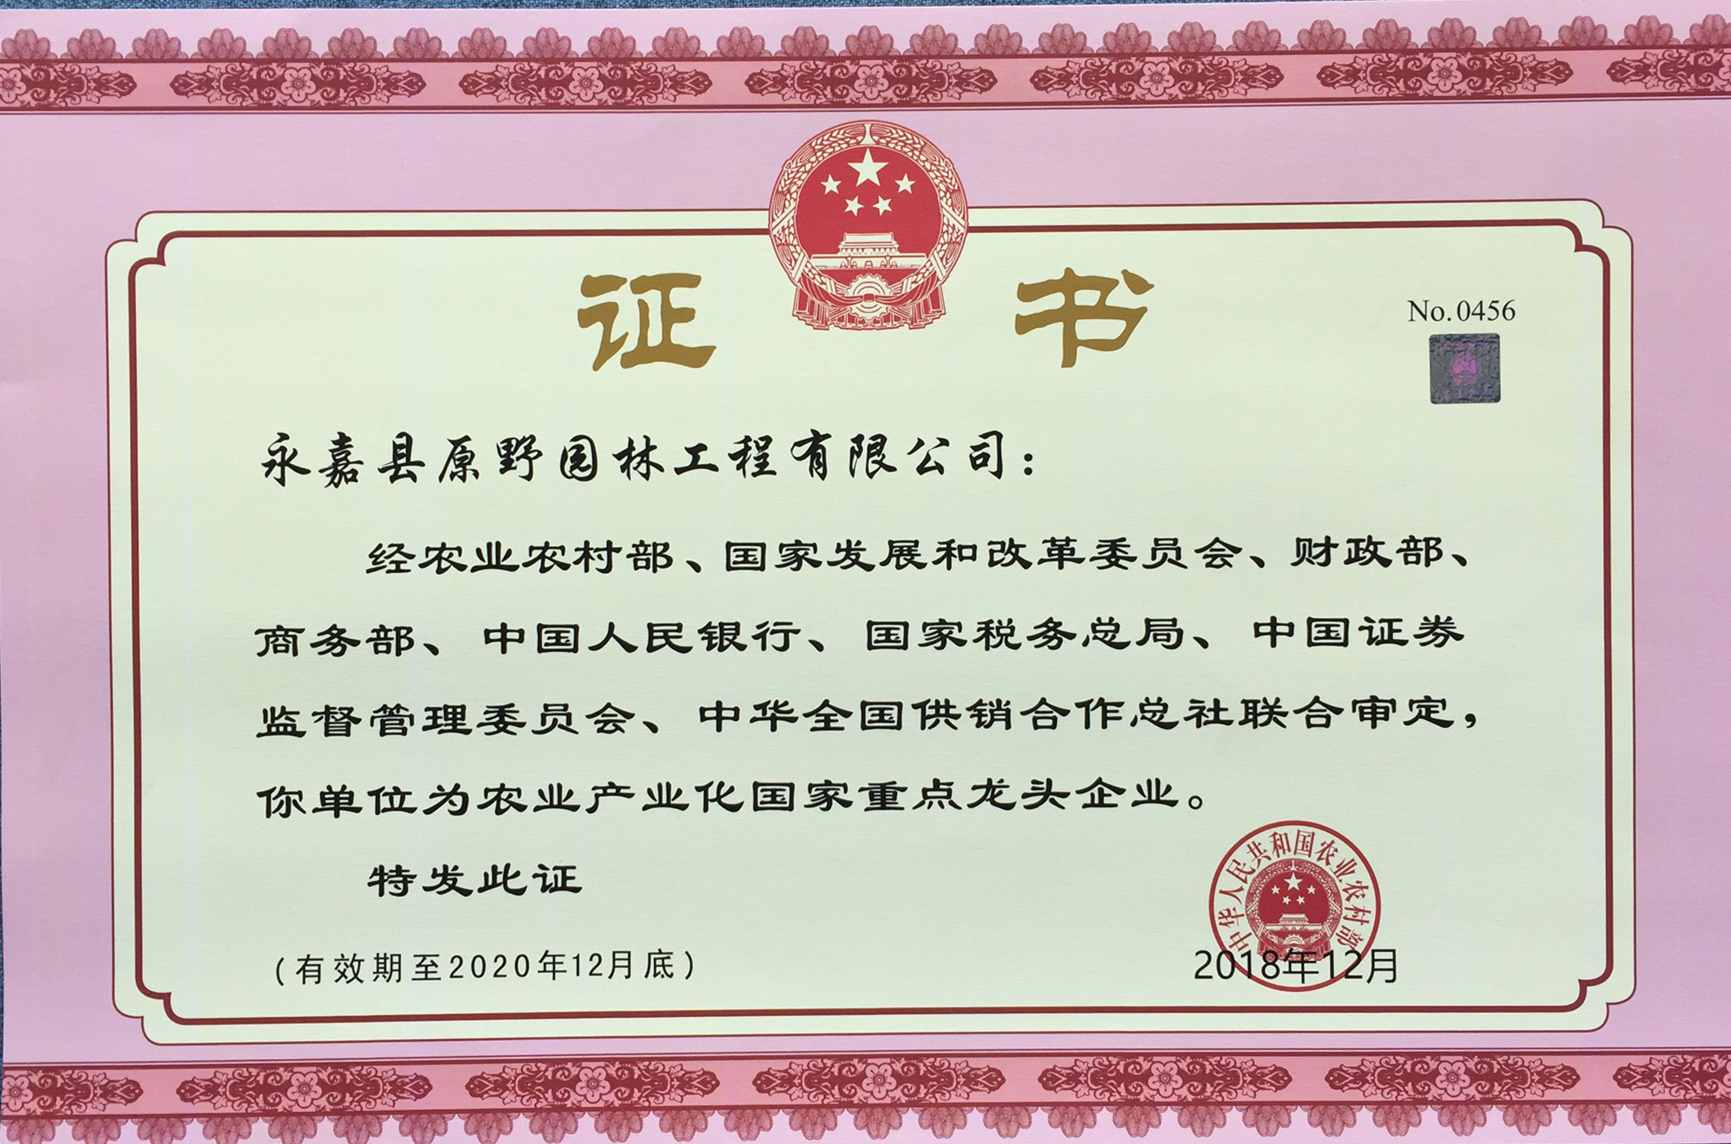 证 书
No.0456
永嘉县原野园林工程有限公司：
经农业农村部、国家发展和改革委员会、财政部、
商务部、中国人民银行、国家税务总局、中国证券
监督管理委员会、中华全国供销合作总社联合审定，
你单位为农业产业化国家重点龙头企业。
特发此证
中华人民共和国农业农村部
(有效期至2020年12月底)
2018年12月